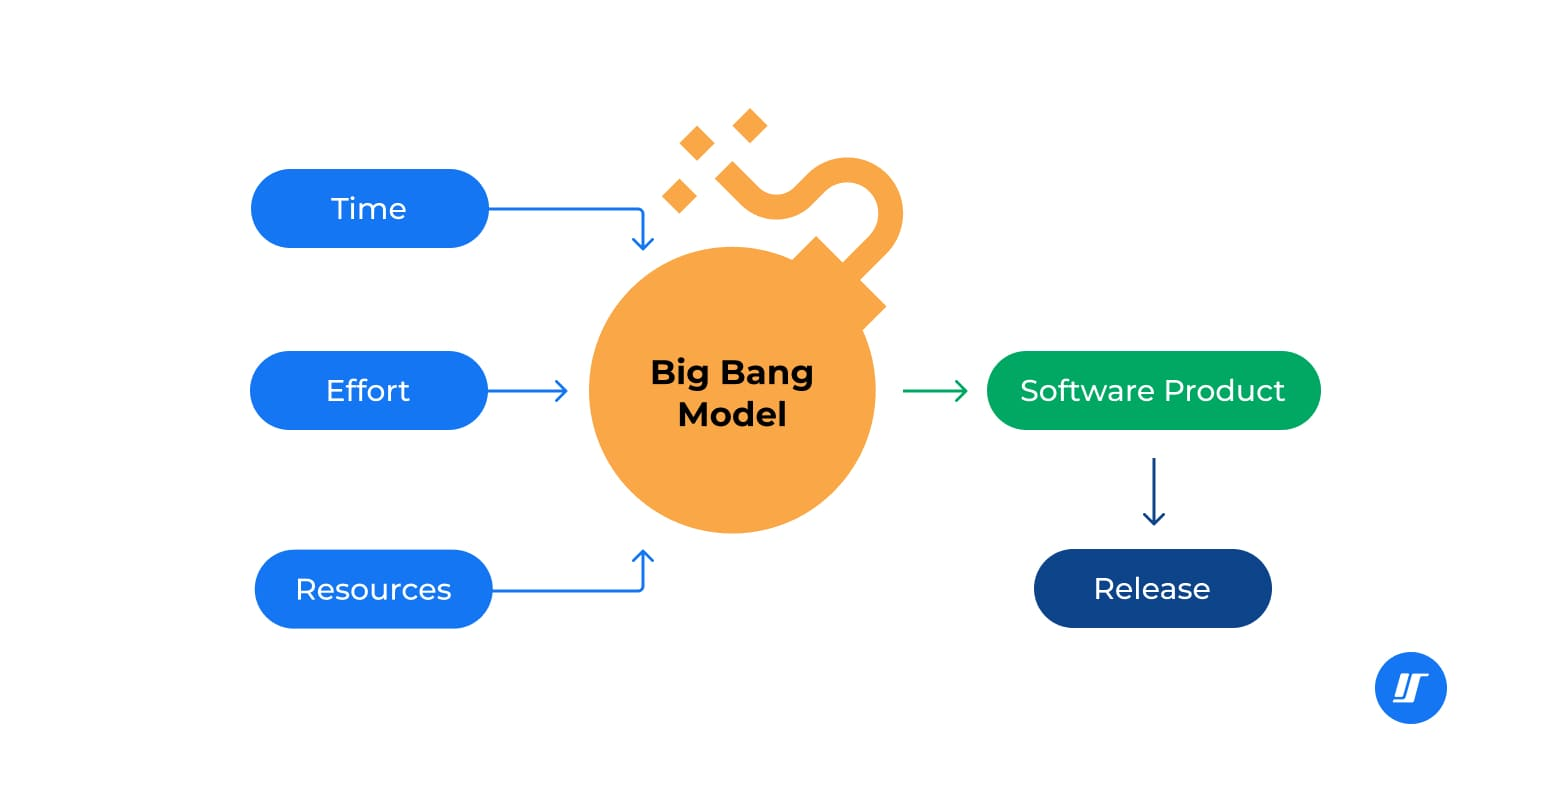 Time
Effort
Resources
Big Bang
Model
Software Product
Release